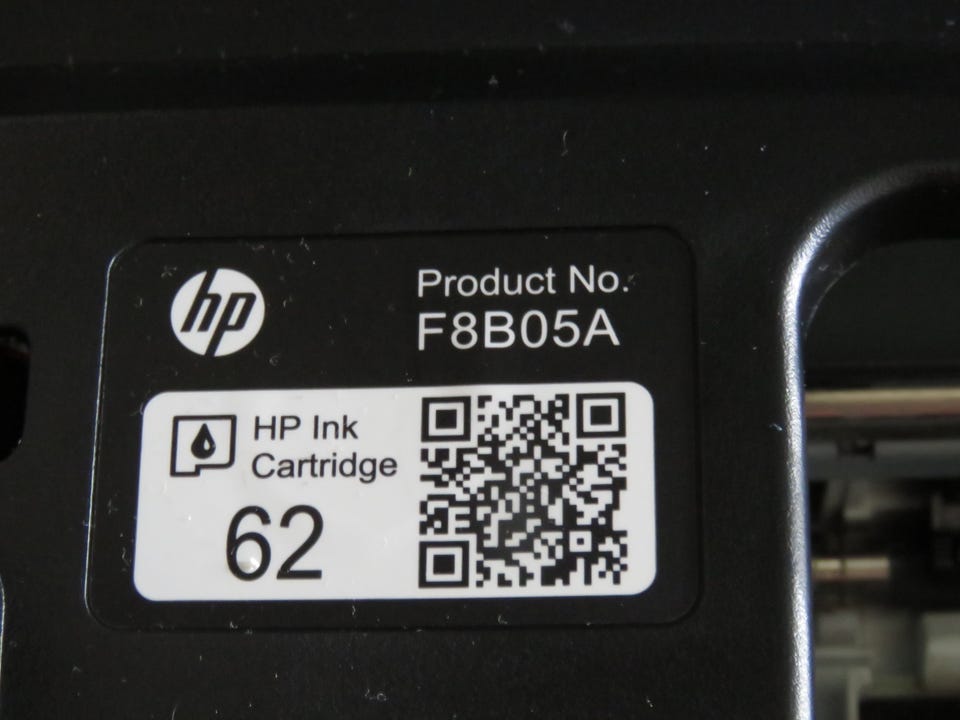 hp
Product No.
F8B05A
HP Ink
Cartridge
62